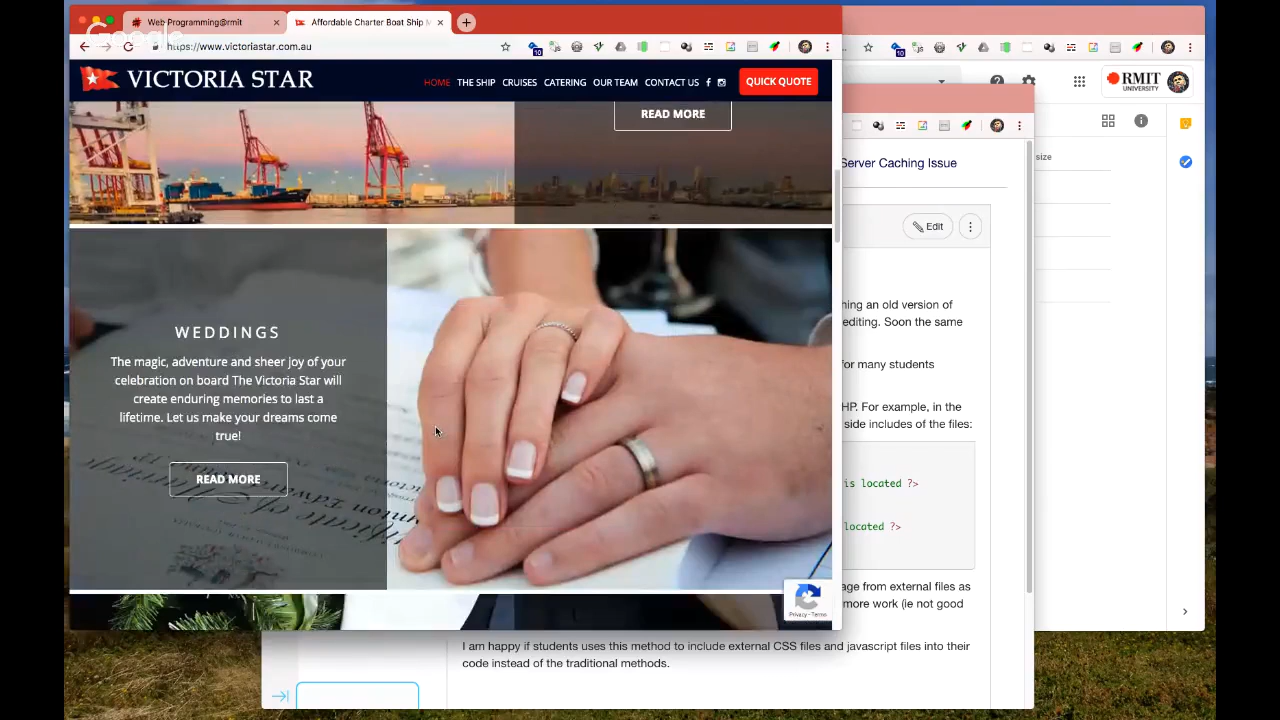 Web Programming@rmit
Affordable Charter Boat Ship
Google
https://www.victoriastar.com.au
10
10
VICTORIA STAR
HOME THE SHIP CRUISES CATERING OUR TEAM CONTACT US f QUICK QUOTE
READ MORE
WEDDINGS
The magic, adventure and sheer joy of your
celebration on board The Victoria Star will
create enduring memories to last a
lifetime. Let us make your dreams come
true!
READ MORE
Privacy - Terms
RMIT
UNIVERSITY
size
Server Caching Issue
Edit
hing an old version of
editing. Soon the same
for many students
HP. For example, in the
side includes of the files:
is located ?>
located ?>
age from external files as
more work (ie not good
I am happy if students uses this method to include external CSS files and javascript files into their
code instead of the traditional methods.